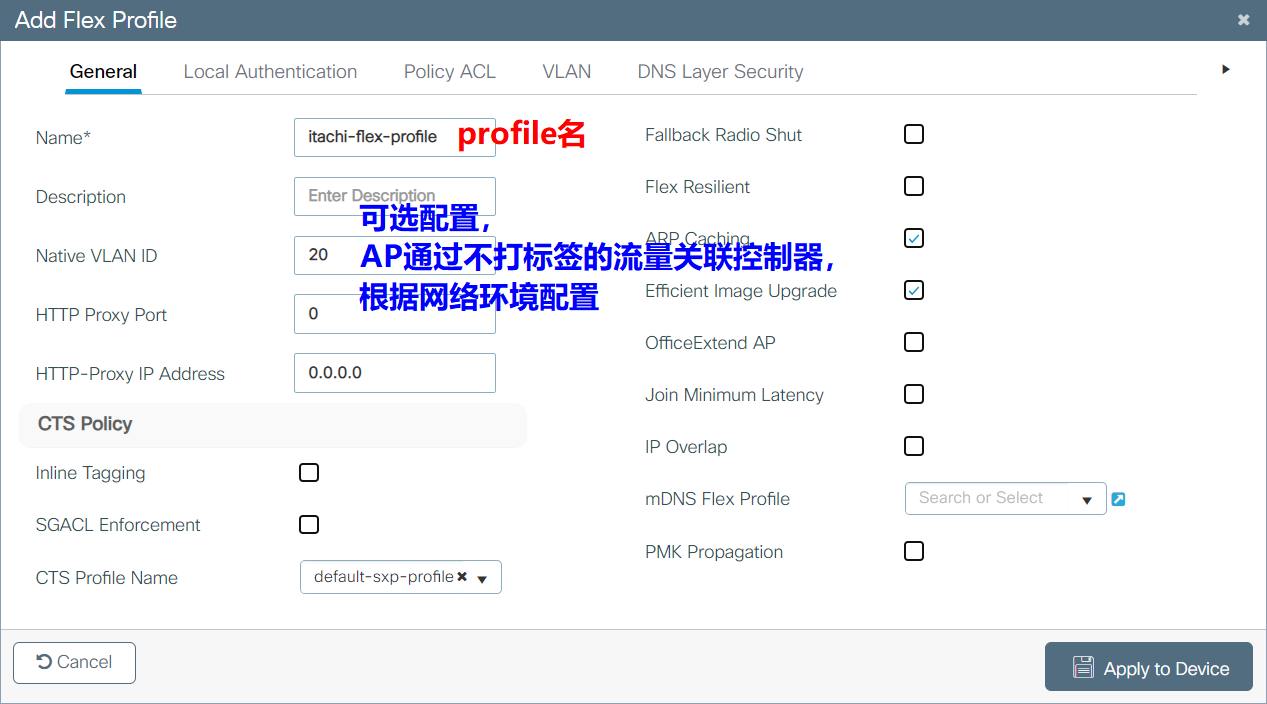 Add Flex Profile
General
Local Authentication
Policy ACL
VLAN
DNS Layer Security
Name*
itachi-flex-profile
profile名
Description
Enter Description
可选配置，
AP通过不打标签的流量关联控制器，
根据网络环境配置
Native VLAN ID
20
HTTP Proxy Port
0
HTTP-Proxy IP Address
0.0.0.0
CTS Policy
Inline Tagging
SGACL Enforcement
CTS Profile Name
default-sxp-profile
Fallback Radio Shut
Flex Resilient
ARP Caching
Efficient Image Upgrade
OfficeExtend AP
Join Minimum Latency
IP Overlap
mDNS Flex Profile
Search or Select
PMK Propagation
Cancel
Apply to Device